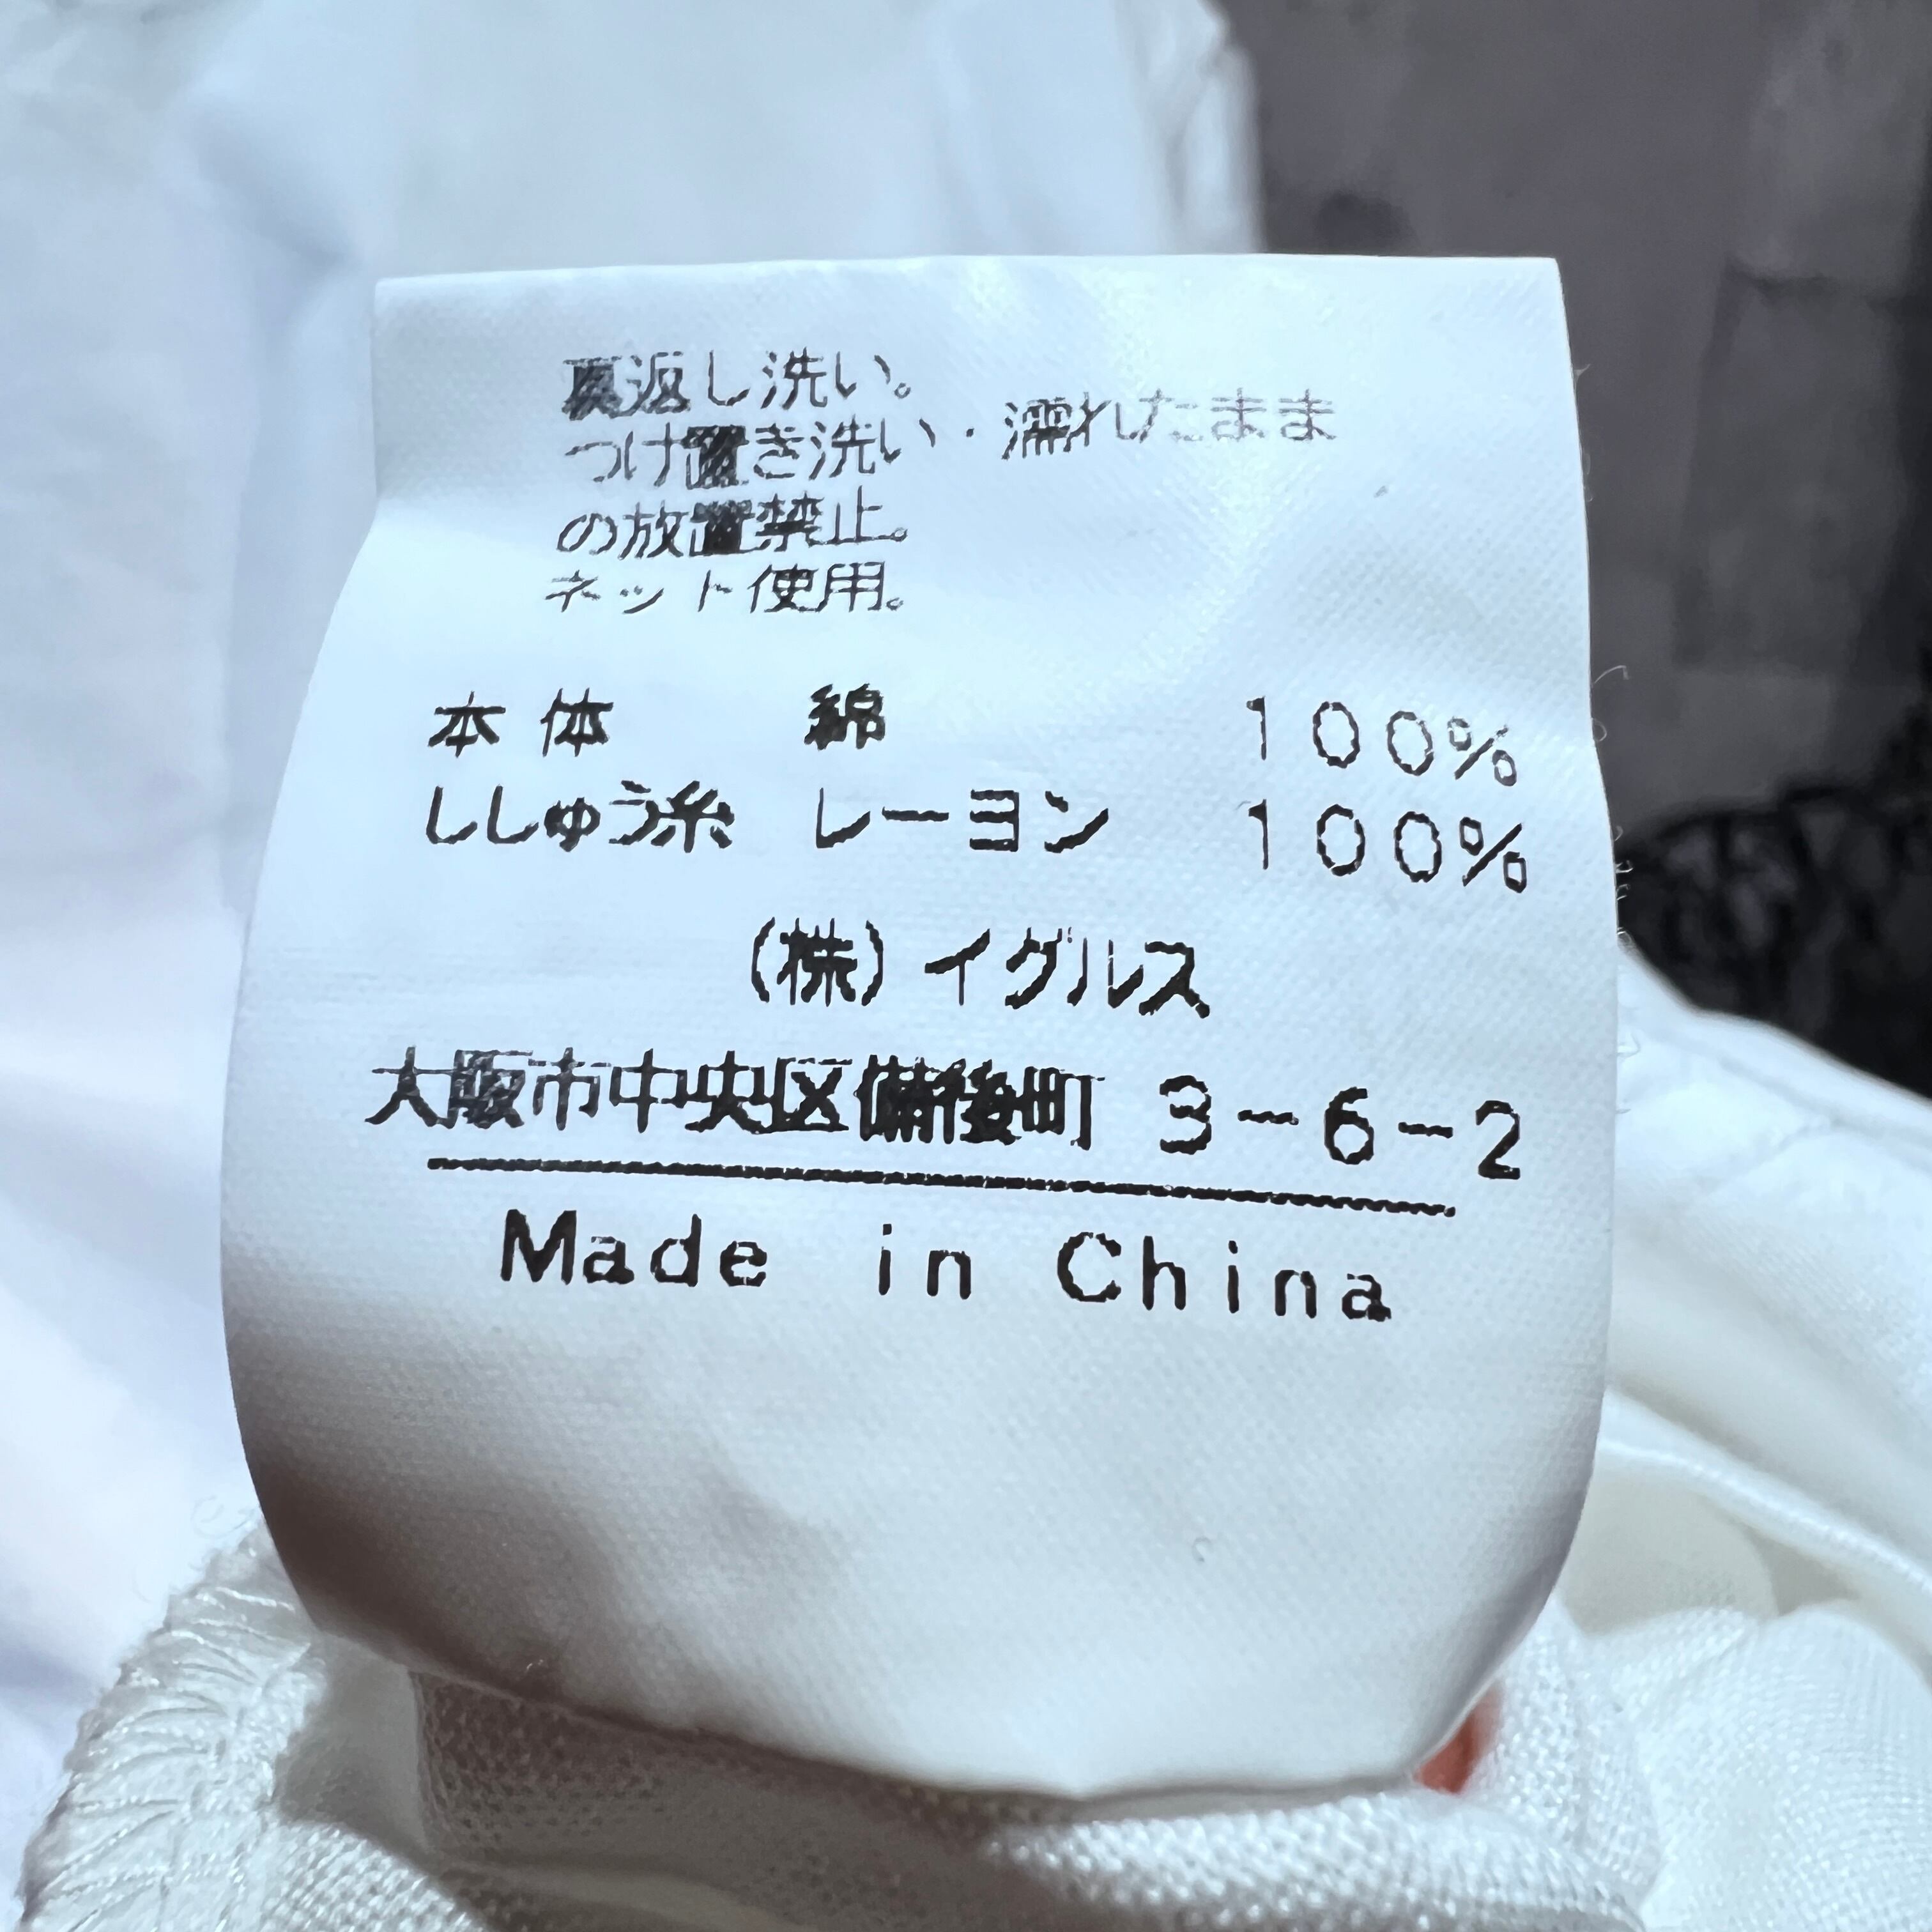 裏返し洗い。
つけ置き洗い・濡れたまま
の放置禁止。
ネット使用。
本体 綿 100%
ししゅう糸 レーヨン 100%
(株)イグルス
大阪市中央区備後町 3-6-2
Made in China